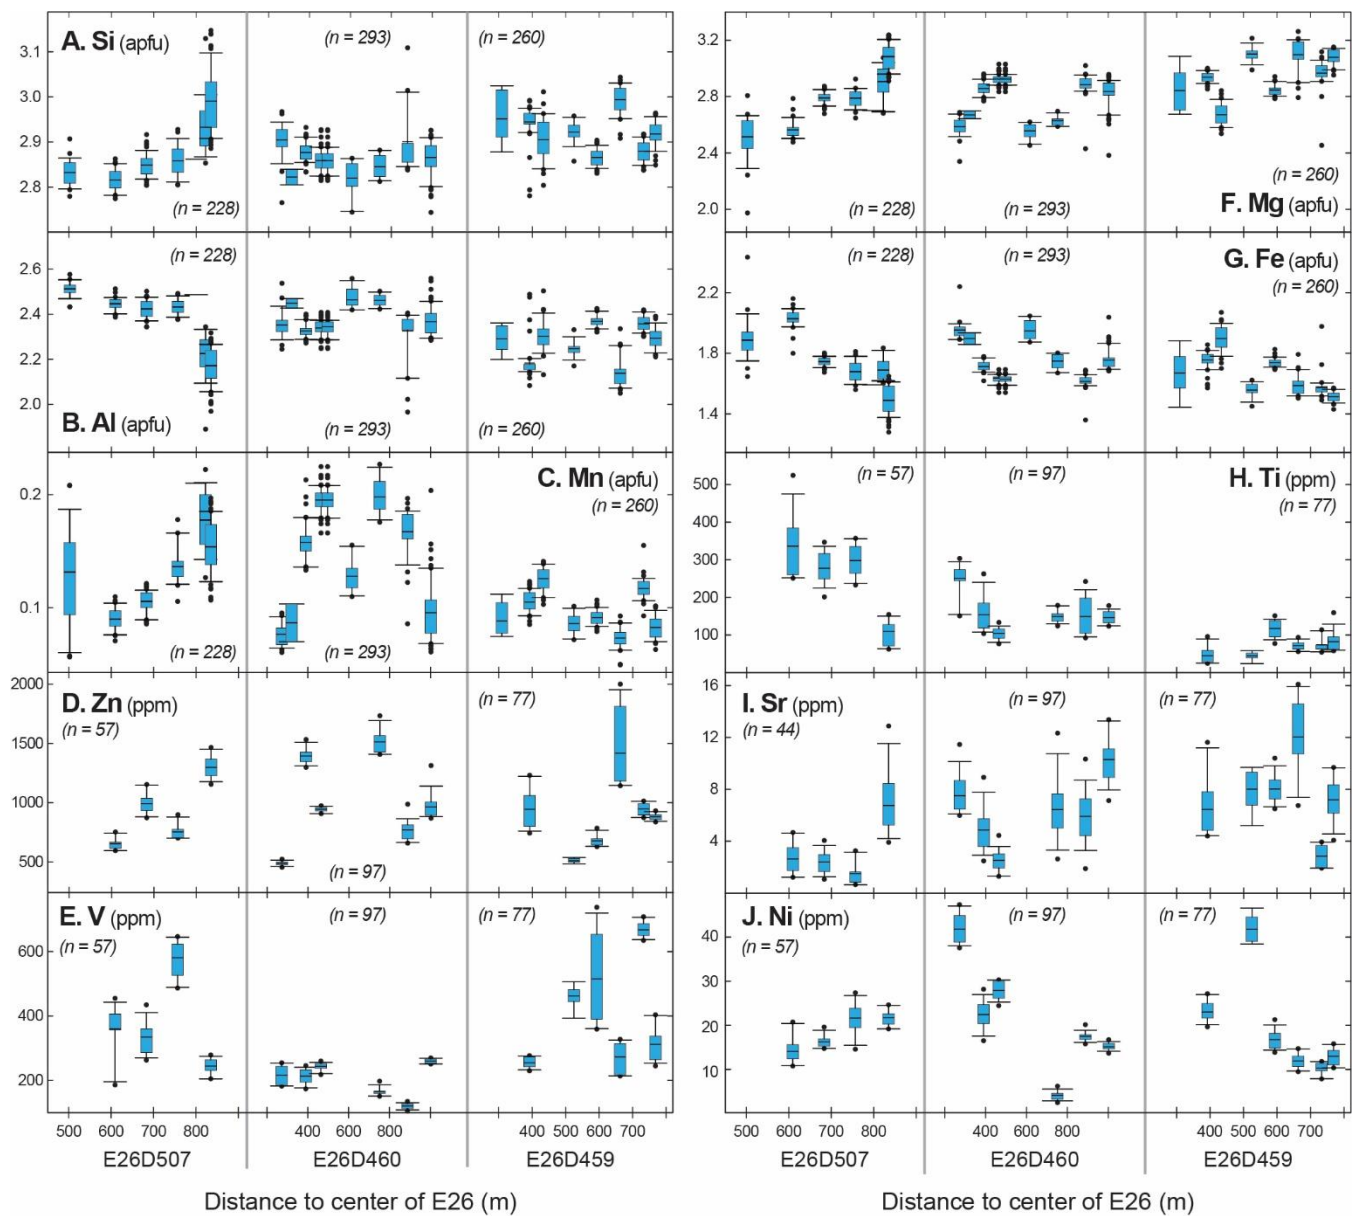 A. Si (apfu)
(n = 293)
(n = 260)
3.1
3.0
2.9
2.8
(n = 228)
(n = 228)
2.6
2.4
2.2
2.0
B. Al (apfu)
(n = 293)
(n = 260)
C. Mn (apfu)
(n = 260)
0.2
0.1
(n = 228)
(n = 293)
D. Zn (ppm)
(n = 57)
(n = 77)
2000
1500
1000
500
(n = 97)
E. V (ppm)
(n = 57)
(n = 97)
(n = 77)
600
400
200
500 600 700 800
400 600 800
400 500 600 700
E26D507 E26D460 E26D459
3.2
2.8
2.4
2.0
(n = 228)
(n = 293)
(n = 260)
F. Mg (apfu)
(n = 228)
(n = 293)
G. Fe (apfu)
(n = 260)
2.2
1.8
1.4
(n = 57)
(n = 97)
H. Ti (ppm)
(n = 77)
500
400
300
200
100
I. Sr (ppm)
(n = 44)
(n = 97)
(n = 77)
16
12
8
4
J. Ni (ppm)
(n = 57)
(n = 97)
(n = 77)
40
30
20
10
500 600 700 800
400 600 800
400 500 600 700
E26D507 E26D460 E26D459
Distance to center of E26 (m)
Distance to center of E26 (m)